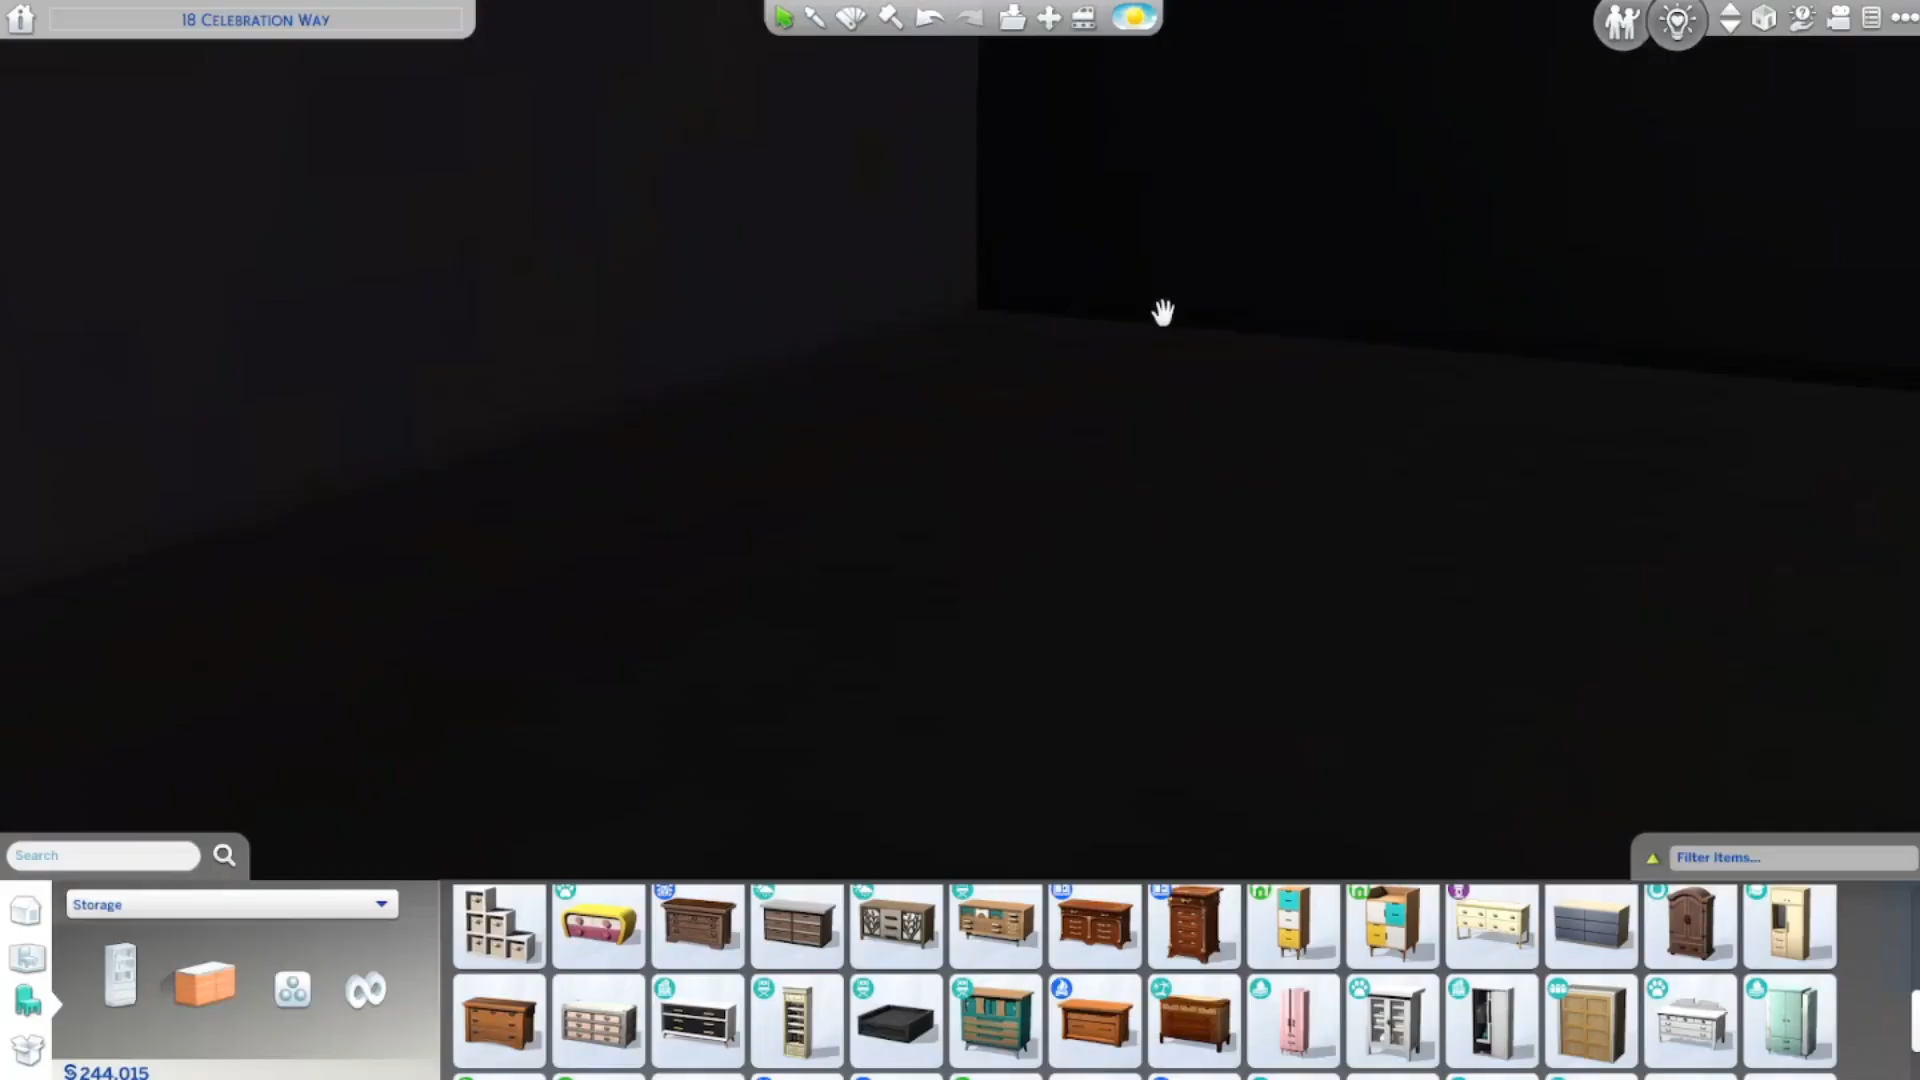 18 Celebration Way
Search
Filter Items...
Storage
§244,015